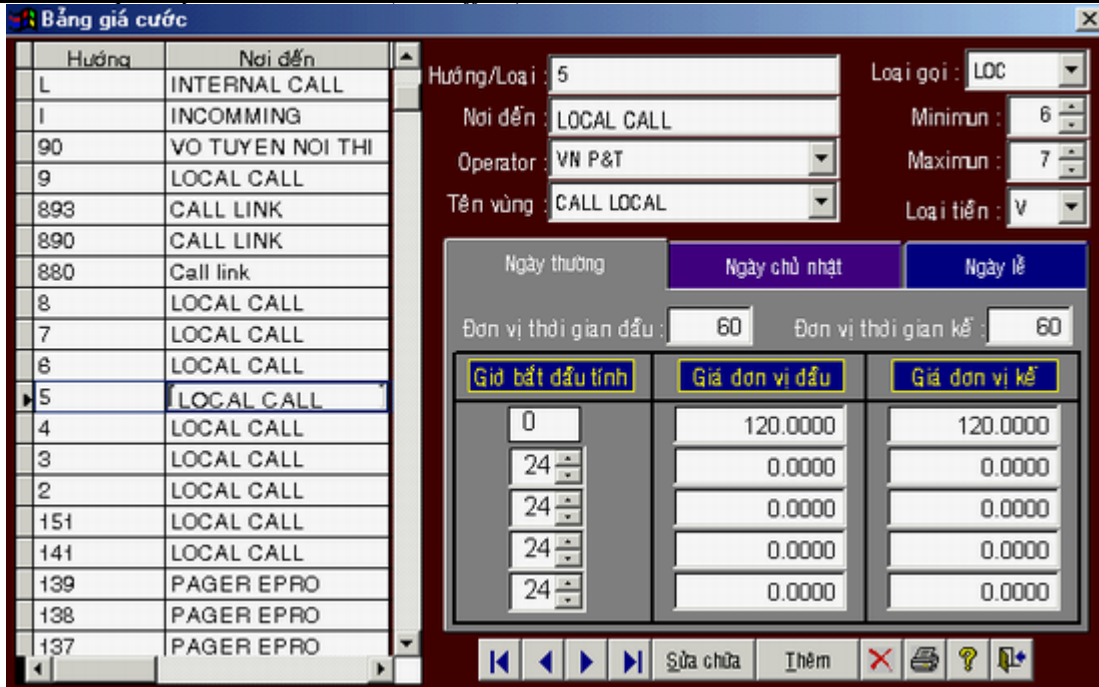 Bảng giá cước
Hướng Nơi đến
L INTERNAL CALL
I INCOMMING
90 VO TUYEN NOI THI
9 LOCAL CALL
893 CALL LINK
890 CALL LINK
880 Call link
8 LOCAL CALL
7 LOCAL CALL
6 LOCAL CALL
5 LOCAL CALL
4 LOCAL CALL
3 LOCAL CALL
2 LOCAL CALL
151 LOCAL CALL
141 LOCAL CALL
139 PAGER EPRO
138 PAGER EPRO
137 PAGER EPRO
Hướng/Loại : 5 Loại gọi : LOC
Nơi đến : LOCAL CALL Minimun : 6
Operator : VN P&T Maximun : 7
Tên vùng : CALL LOCAL Loại tiền : V
Ngày thường Ngày chủ nhật Ngày lễ
Đơn vị thời gian đầu : 60 Đơn vị thời gian kế : 60
Giờ bắt đầu tính Giá đơn vị đầu Giá đơn vị kế
0 120.0000 120.0000
24 0.0000 0.0000
24 0.0000 0.0000
24 0.0000 0.0000
24 0.0000 0.0000
Sửa chữa Thêm